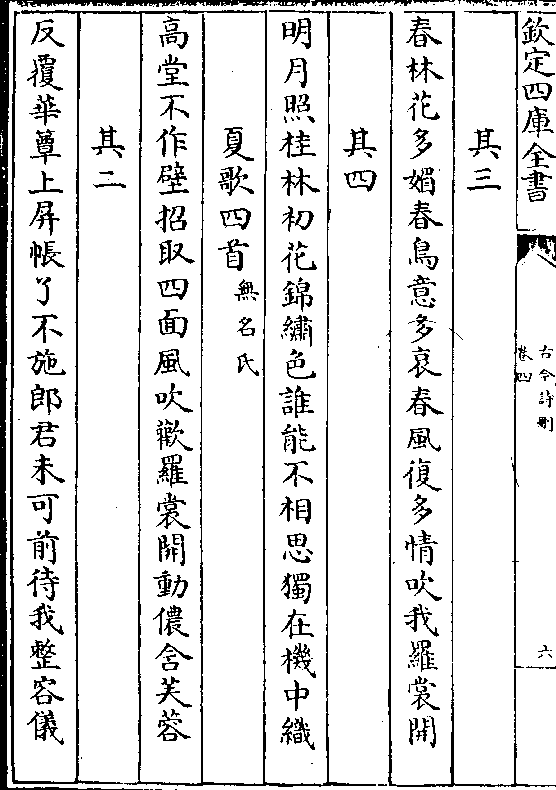 欽定四庫全書
古今詩刪
卷四
六
其三
春林花多媚春鳥意多哀春風復多情吹我羅裳開
其四
明月照桂林初花錦繡色誰能不相思獨在機中織
夏歌四首無名氏
高堂不作壁招取四面風吹歡羅裳開動儂含芙蓉
其二
反覆華簟上屏帳了不施郎君未可前待我整容儀